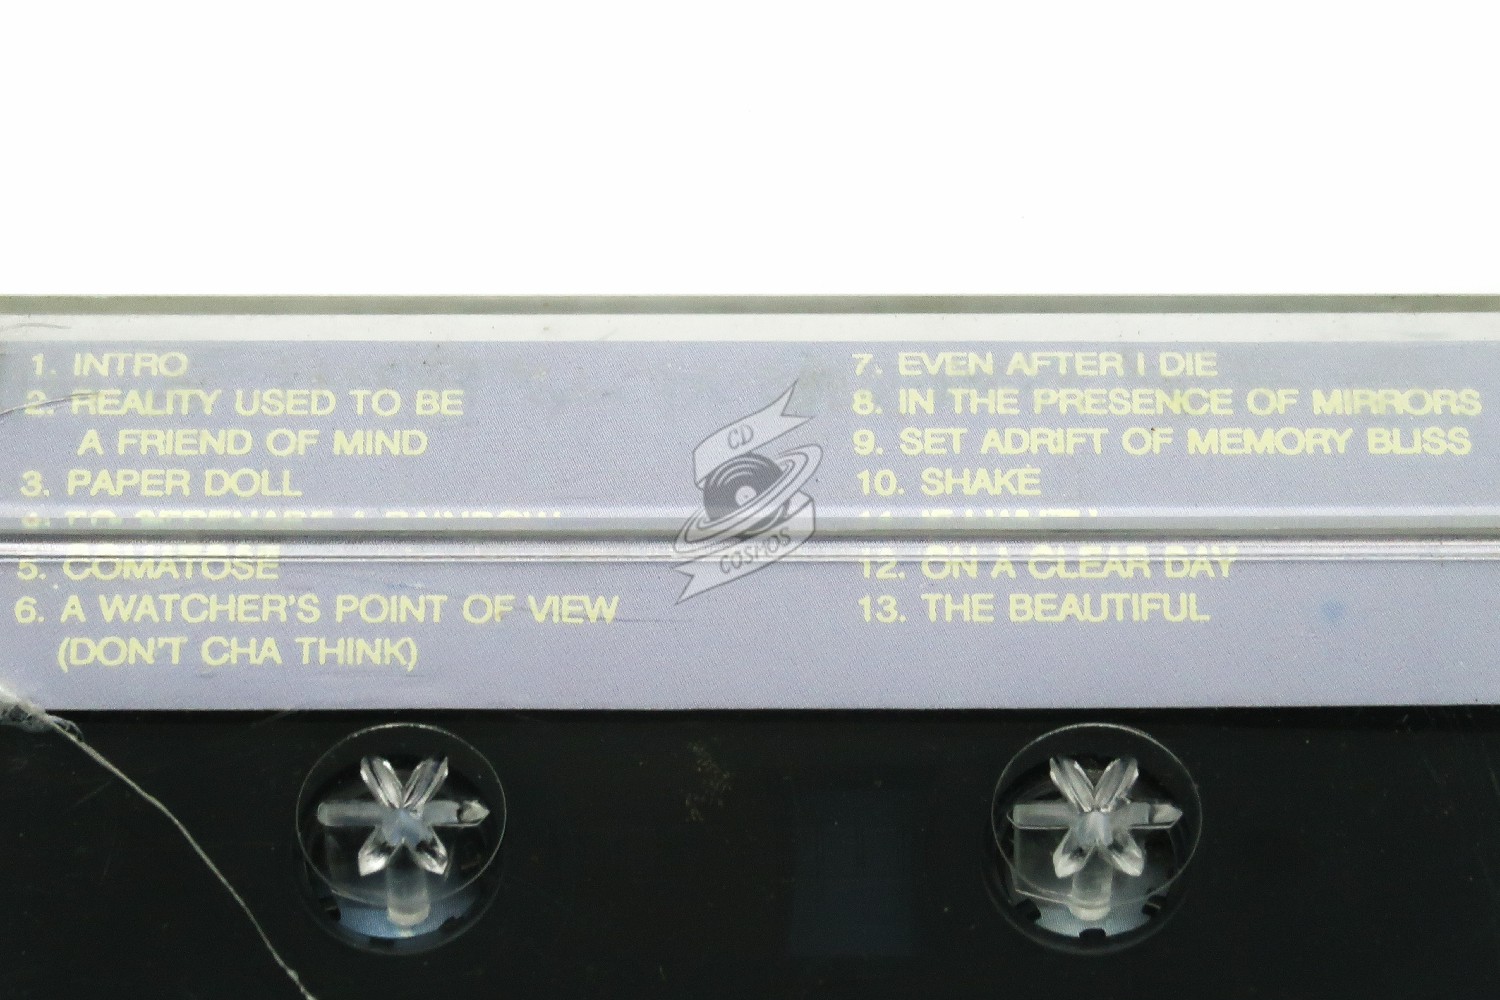 1. INTRO
2. REALITY USED TO BE
A FRIEND OF MIND
3. PAPER DOLL
5. COMATOSE
6. A WATCHER'S POINT OF VIEW
(DON'T CHA THINK)
7. EVEN AFTER I DIE
8. IN THE PRESENCE OF MIRRORS
9. SET ADRIFT OF MEMORY BLISS
10. SHAKE
12. ON A CLEAR DAY
13. THE BEAUTIFUL
CD
COSMOS